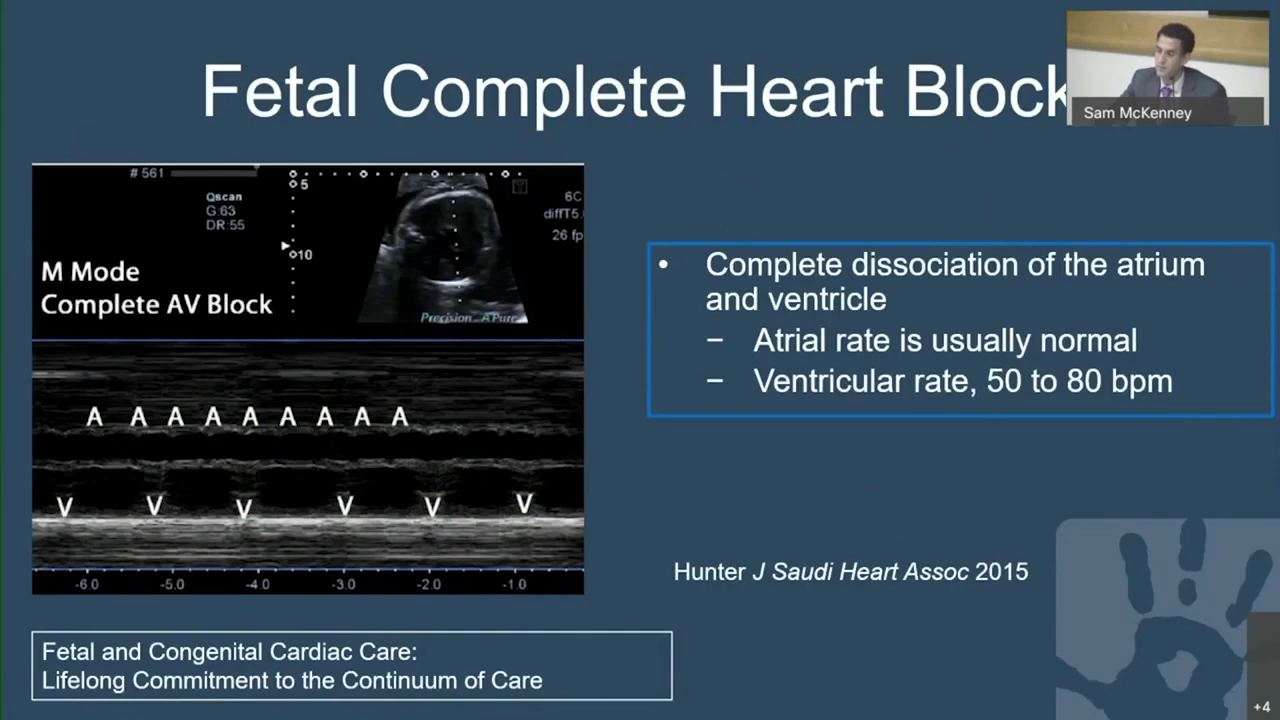 Fetal Complete Heart Block
Sam McKenney
# 561
5
Qscan
G:63
DR:55
10
6C
diffT5.
26 fp
M Mode
Complete AV Block
Precision APure
A A A A A A A A A
V V V V V V
-6.0 -5.0 -4.0 -3.0 -2.0 -1.0
• Complete dissociation of the atrium
and ventricle
− Atrial rate is usually normal
− Ventricular rate, 50 to 80 bpm
Hunter J Saudi Heart Assoc 2015
Fetal and Congenital Cardiac Care:
Lifelong Commitment to the Continuum of Care
+4